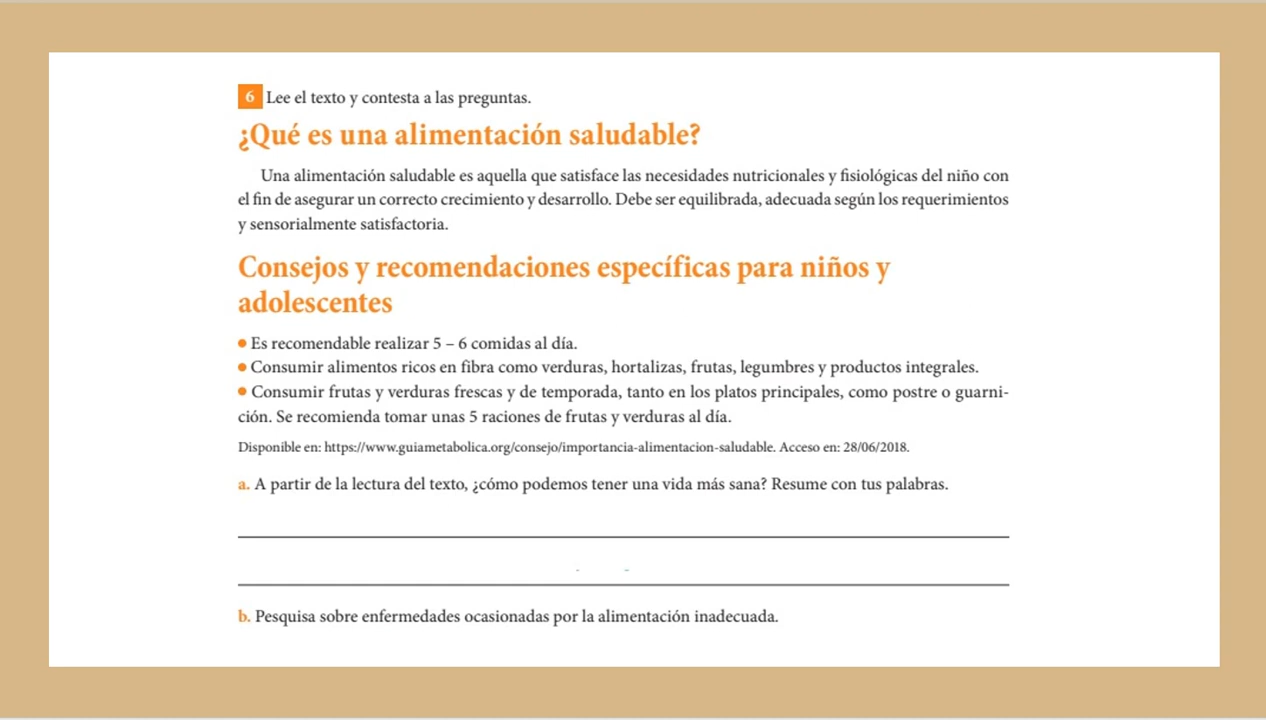 6 Lee el texto y contesta a las preguntas.
¿Qué es una alimentación saludable?
Una alimentación saludable es aquella que satisface las necesidades nutricionales y fisiológicas del niño con
el fin de asegurar un correcto crecimiento y desarrollo. Debe ser equilibrada, adecuada según los requerimientos
y sensorialmente satisfactoria.
Consejos y recomendaciones específicas para niños y
adolescentes
● Es recomendable realizar 5 – 6 comidas al día.
● Consumir alimentos ricos en fibra como verduras, hortalizas, frutas, legumbres y productos integrales.
● Consumir frutas y verduras frescas y de temporada, tanto en los platos principales, como postre o guarni-
ción. Se recomienda tomar unas 5 raciones de frutas y verduras al día.
Disponible en: https://www.guiametabolica.org/consejo/importancia-alimentacion-saludable. Acceso en: 28/06/2018.
a. A partir de la lectura del texto, ¿cómo podemos tener una vida más sana? Resume con tus palabras.
b. Pesquisa sobre enfermedades ocasionadas por la alimentación inadecuada.